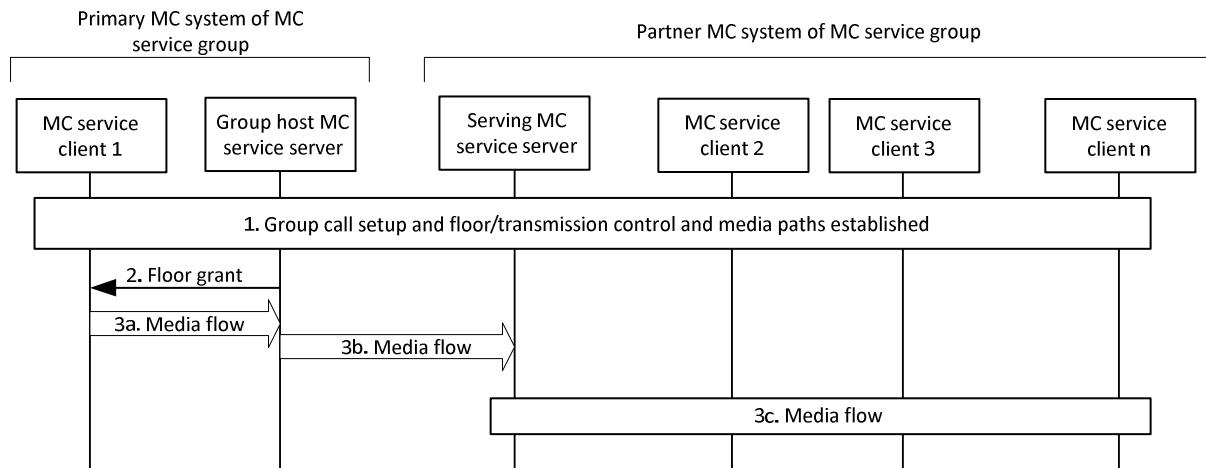 Primary MC system of MC
service group
Partner MC system of MC service group
MC service
client 1
Group host MC
service server
Serving MC
service server
MC service
client 2
MC service
client 3
MC service
client n
1. Group call setup and floor/transmission control and media paths established
2. Floor grant
3a. Media flow
3b. Media flow
3c. Media flow